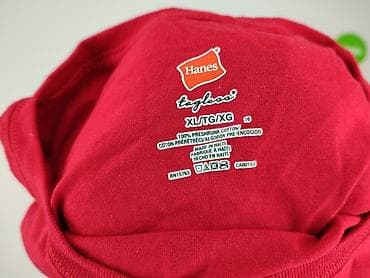 Hanes
tagless
XL/TG/XG
100% PRESHRUNK COTTON
COTON PRÉRÉTRÉCI/ALGODÓN PRE-ENCOGIDO
MADE IN HAITI
FABRIQUÉ À HAÏTI
HECHO EN HAITÍ
RN15763